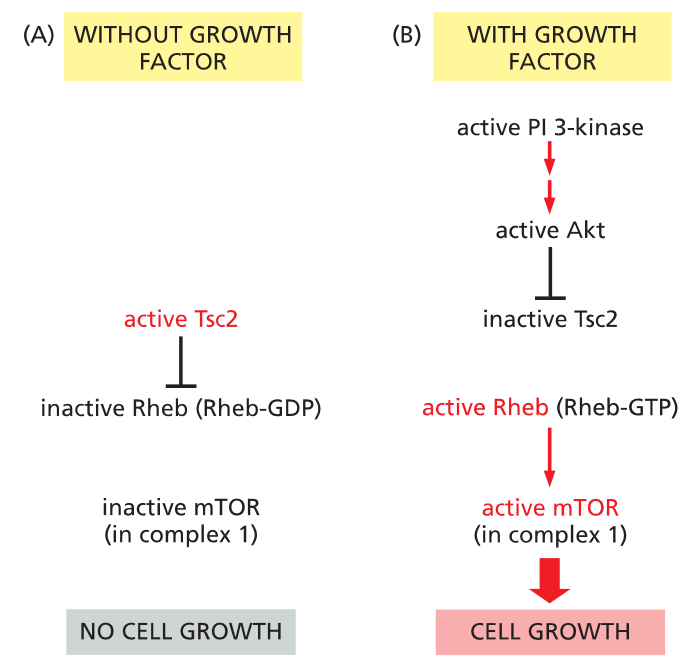 (A)
WITHOUT GROWTH
FACTOR
active Tsc2
inactive Rheb (Rheb-GDP)
inactive mTOR
(in complex 1)
NO CELL GROWTH
(B)
WITH GROWTH
FACTOR
active PI 3-kinase
active Akt
inactive Tsc2
active Rheb (Rheb-GTP)
active mTOR
(in complex 1)
CELL GROWTH